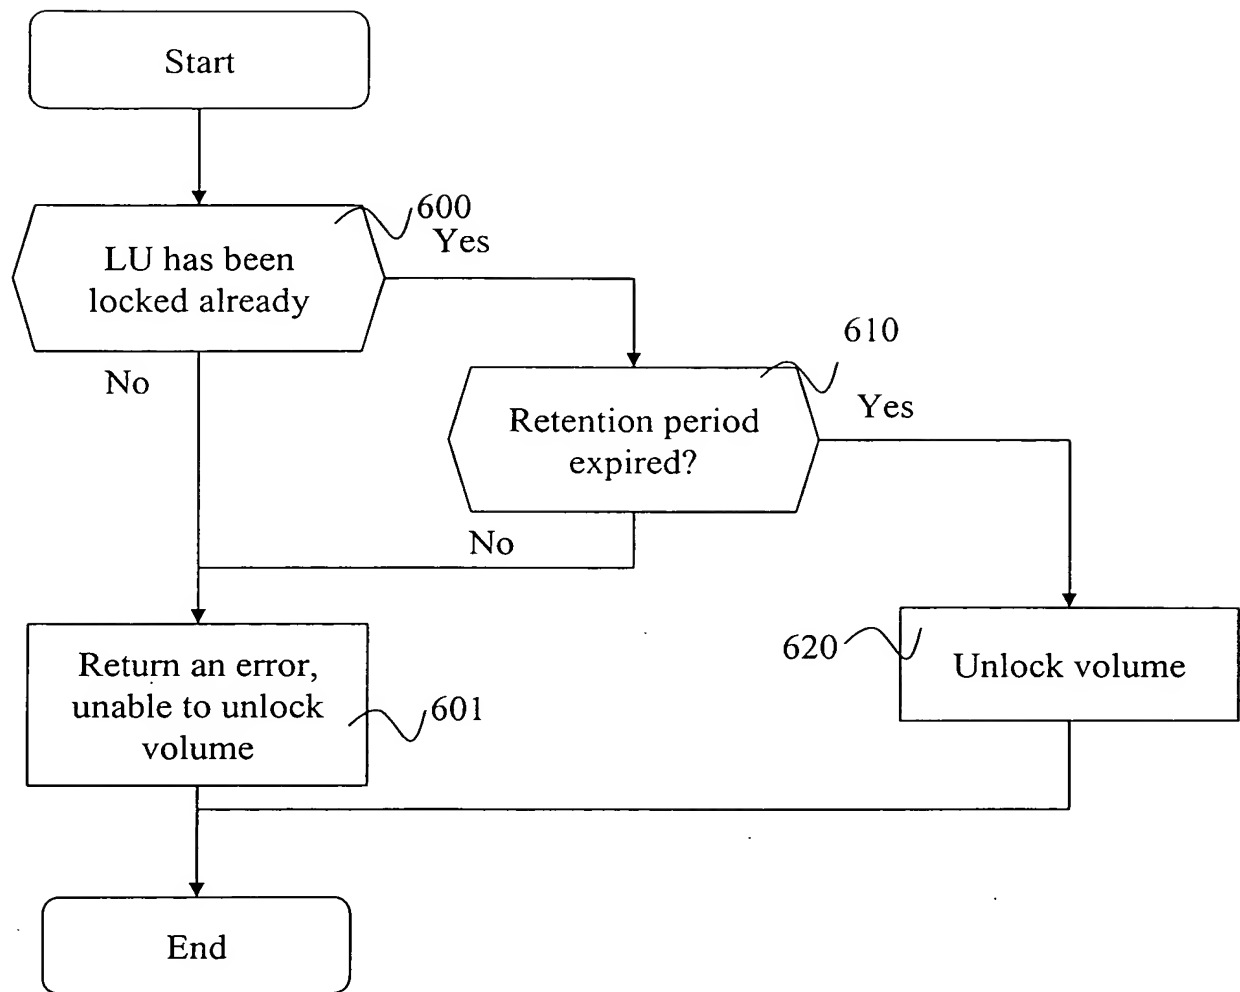 Start
600
Yes
LU has been
locked already
No
610
Yes
Retention period
expired?
No
Return an error,
unable to unlock
volume
601
620
Unlock volume
End